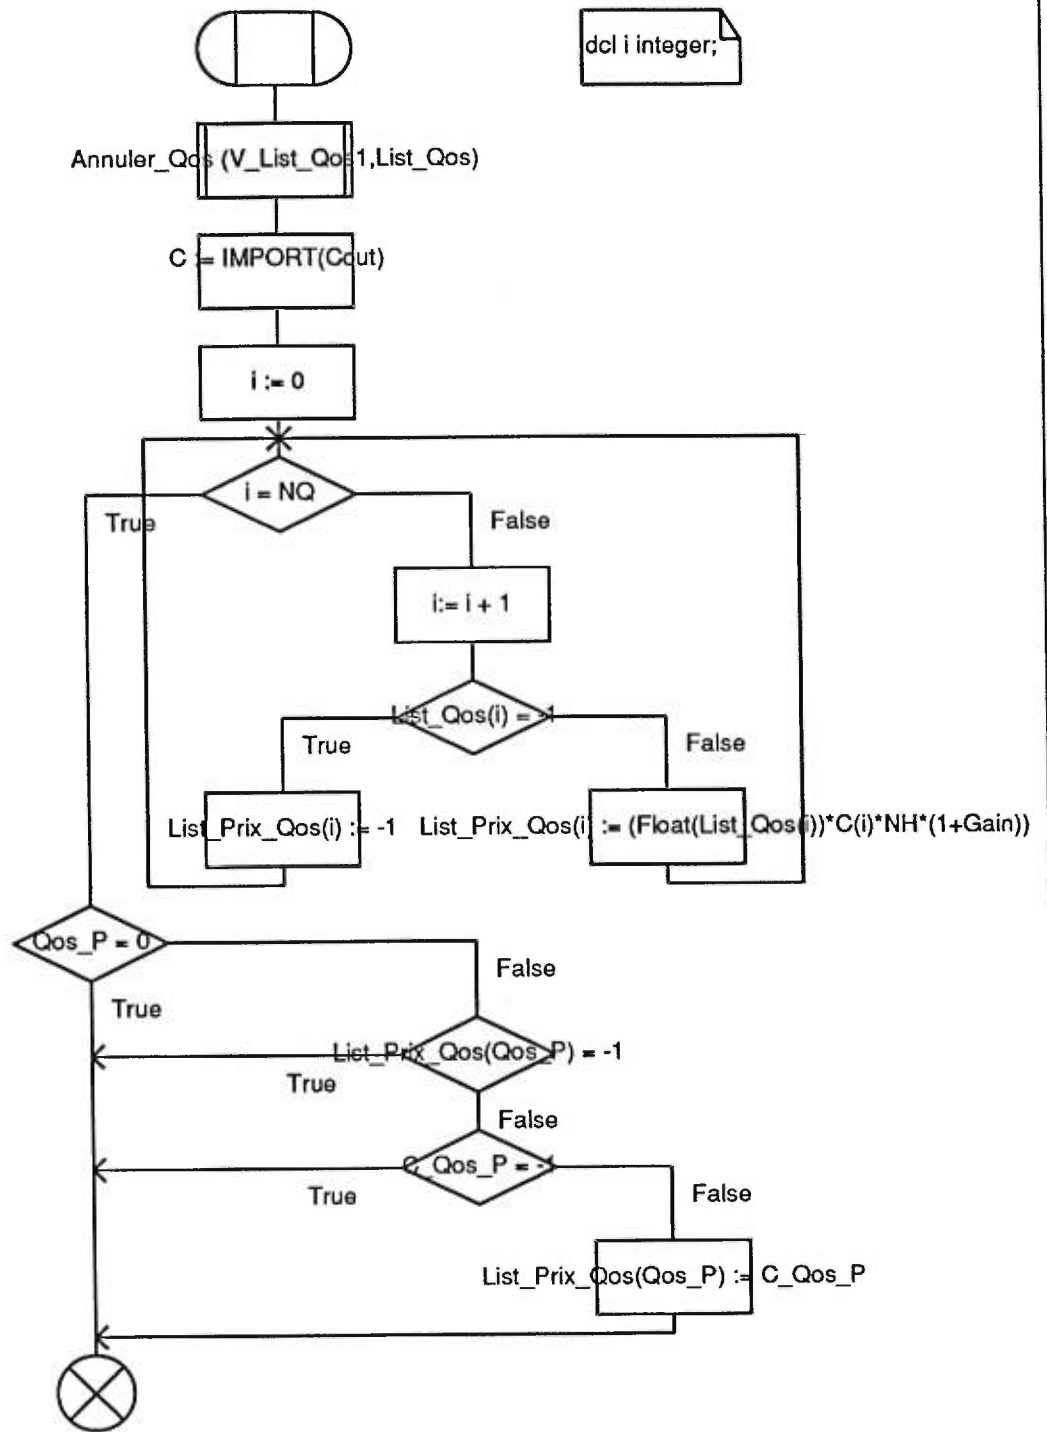 dcl i integer;
Annuler_Qos (V_List_Qos1,List_Qos)
C := IMPORT(Cout)
i := 0
i = NQ
True
False
i:= i + 1
List_Qos(i) = -1
True
False
List_Prix_Qos(i) := -1
List_Prix_Qos(i) := (Float(List_Qos(i))*C(i)*NH*(1+Gain))
Qos_P = 0
False
True
List_Prix_Qos(Qos_P) = -1
True
False
C_Qos_P = -1
True
False
List_Prix_Qos(Qos_P) := C_Qos_P